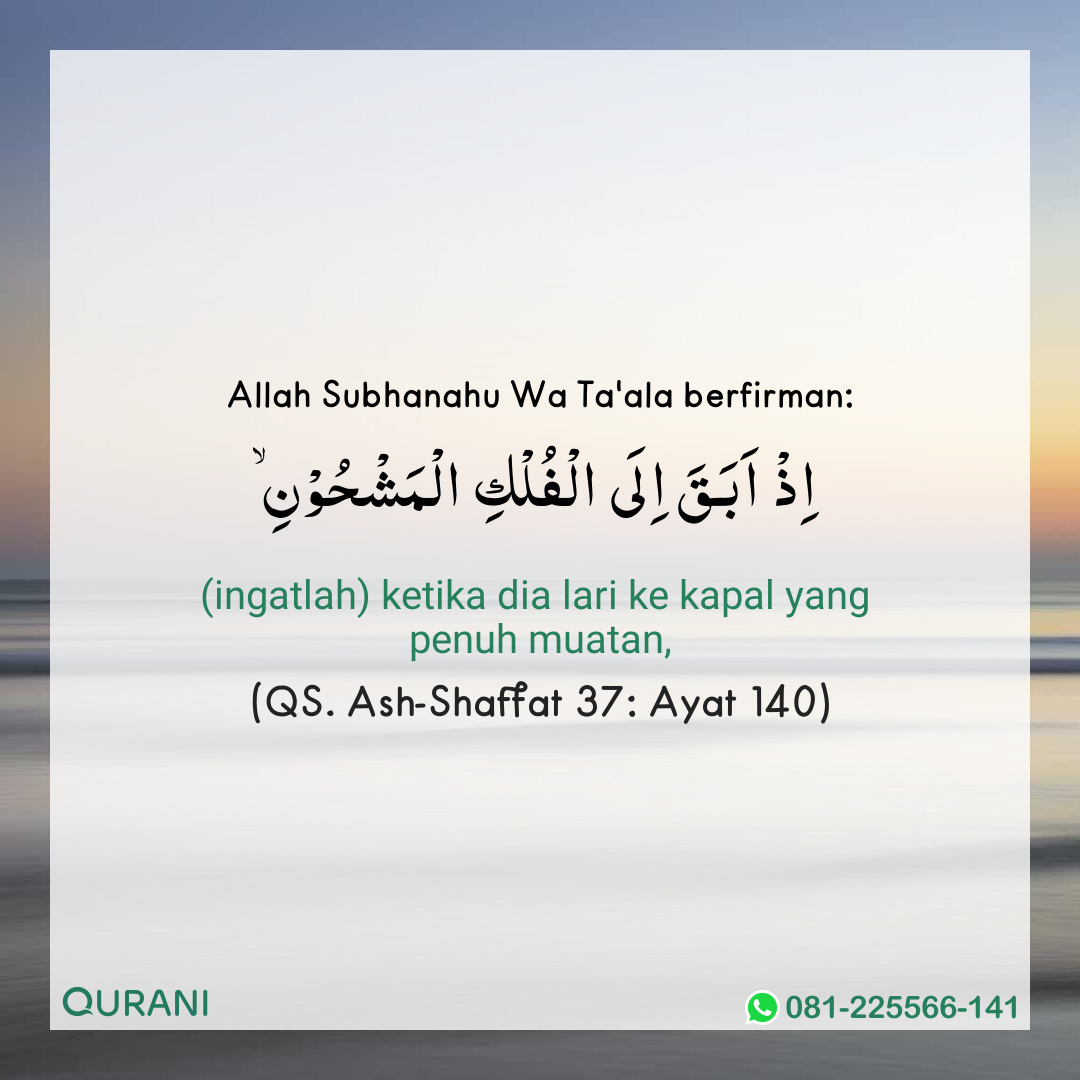 Allah Subhanahu Wa Ta'ala berfirman:
اِذْ اَبَقَ اِلَى الْفُلْكِ الْمَشْحُوْنِ ۙ
(ingatlah) ketika dia lari ke kapal yang
penuh muatan,
(QS. Ash-Shaffat 37: Ayat 140)
QURANI
081-225566-141